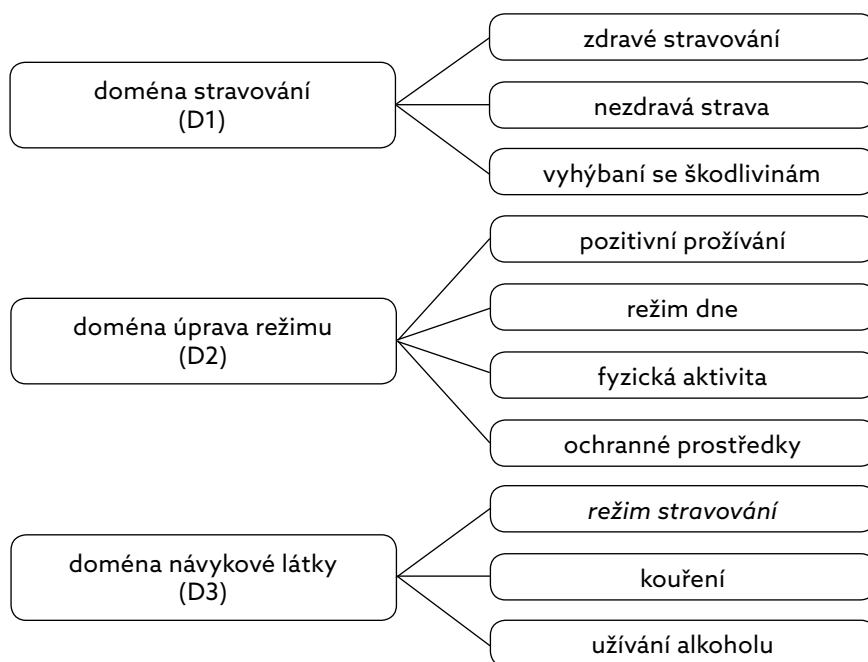 doména stravování
(D1)
zdravé stravování
nezdravá strava
vyhýbaní se škodlivinám
doména úprava režimu
(D2)
pozitivní prožívání
režim dne
fyzická aktivita
ochranné prostředky
doména návykové látky
(D3)
režim stravování
kouření
užívání alkoholu